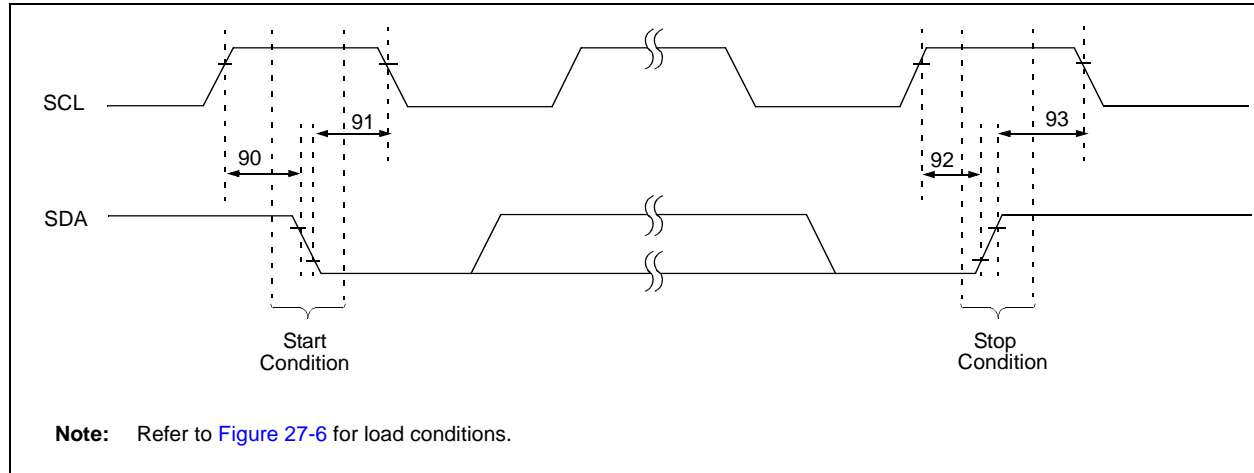 SCL
91
93
90
92
SDA
Start
Condition
Stop
Condition
Note: Refer to Figure 27-6 for load conditions.